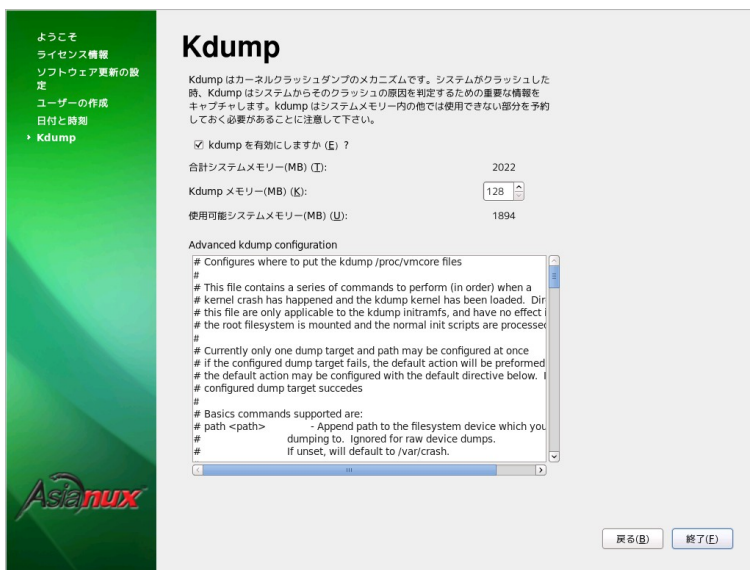 ようこそ
ライセンス情報
ソフトウェア更新の設
定
ユーザーの作成
日付と時刻
Kdump
Kdump
Kdump はカーネルクラッシュダンプのメカニズムです。システムがクラッシュした
時、Kdump はシステムからそのクラッシュの原因を判定するための重要な情報を
キャプチャします。kdump はシステムメモリー内の他では使用できない部分を予約
しておく必要があることに注意して下さい。
kdump を有効にしますか (E) ?
合計システムメモリー(MB) (T): 2022
Kdump メモリー(MB) (K): 128
使用可能システムメモリー(MB) (U): 1894
Advanced kdump configuration
# Configures where to put the kdump /proc/vmcore files
#
# This file contains a series of commands to perform (in order) when a
# kernel crash has happened and the kdump kernel has been loaded. Dir
# this file are only applicable to the kdump initramfs, and have no effect i
# the root filesystem is mounted and the normal init scripts are processed
#
# Currently only one dump target and path may be configured at once
# if the configured dump target fails, the default action will be preformed
# the default action may be configured with the default directive below. I
# configured dump target succedes
#
# Basics commands supported are:
# path <path> - Append path to the filesystem device which you
# dumping to. Ignored for raw device dumps.
# If unset, will default to /var/crash.
Asianux
戻る(B)
終了(F)